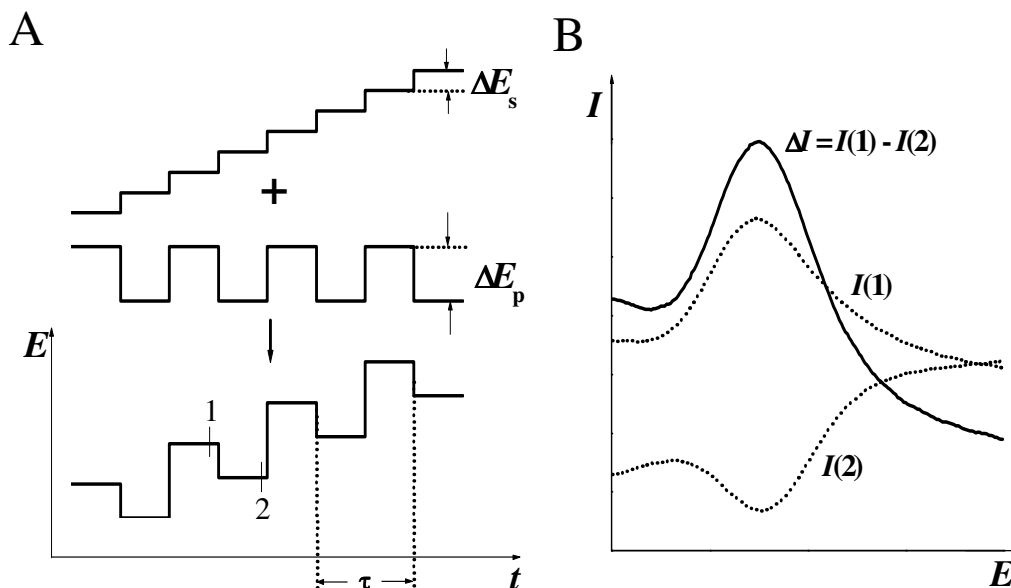 A
ΔEs
+
ΔEp
E
1
2
τ
t
B
I
ΔI = I(1) - I(2)
I(1)
I(2)
E